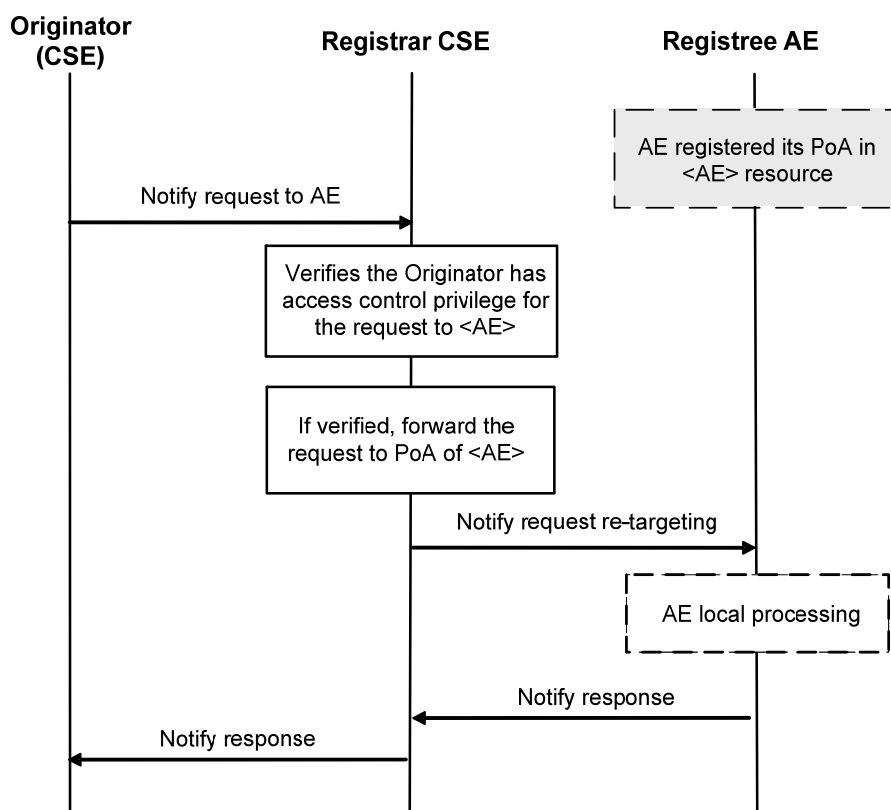 Originator
(CSE)
Registrar CSE
Registree AE
AE registered its PoA in
<AE> resource
Notify request to AE
Verifies the Originator has
access control privilege for
the request to <AE>
If verified, forward the
request to PoA of <AE>
Notify request re-targeting
AE local processing
Notify response
Notify response